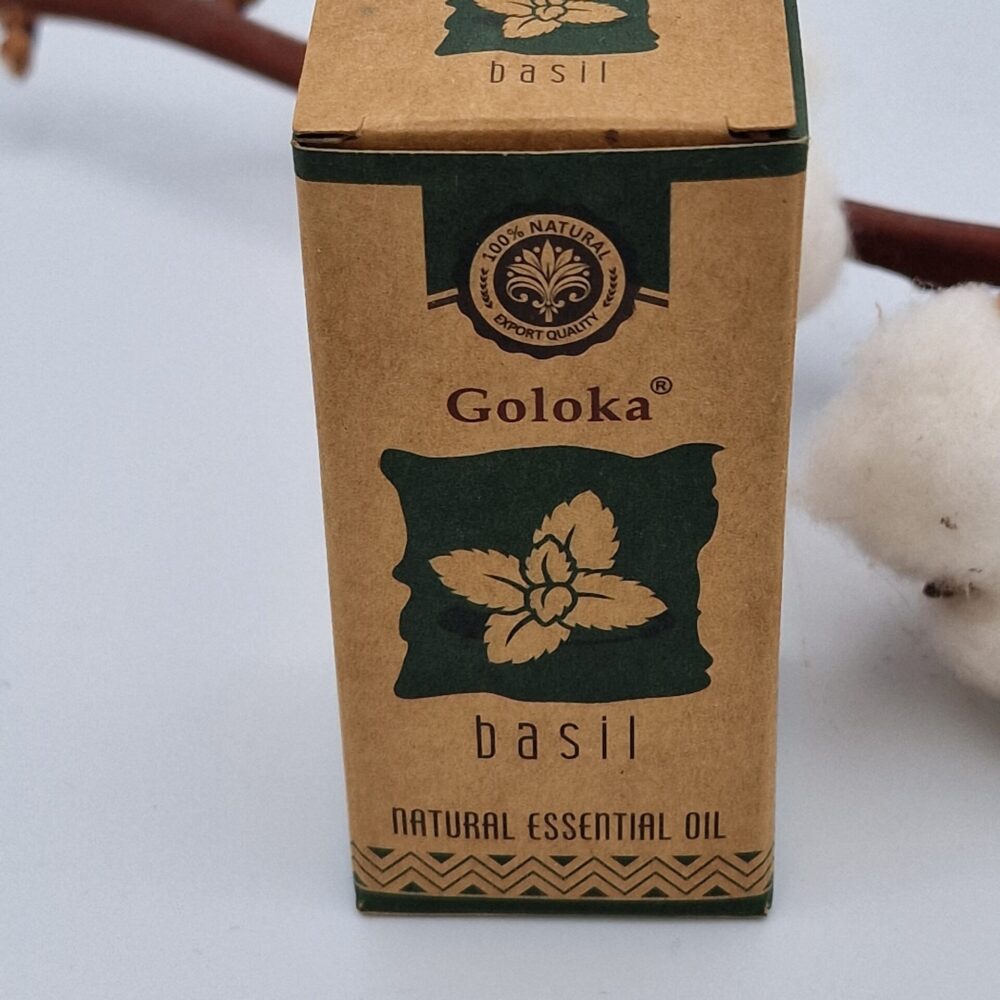 basil
100% NATURAL
EXPORT QUALITY
Goloka®
basil
NATURAL ESSENTIAL OIL